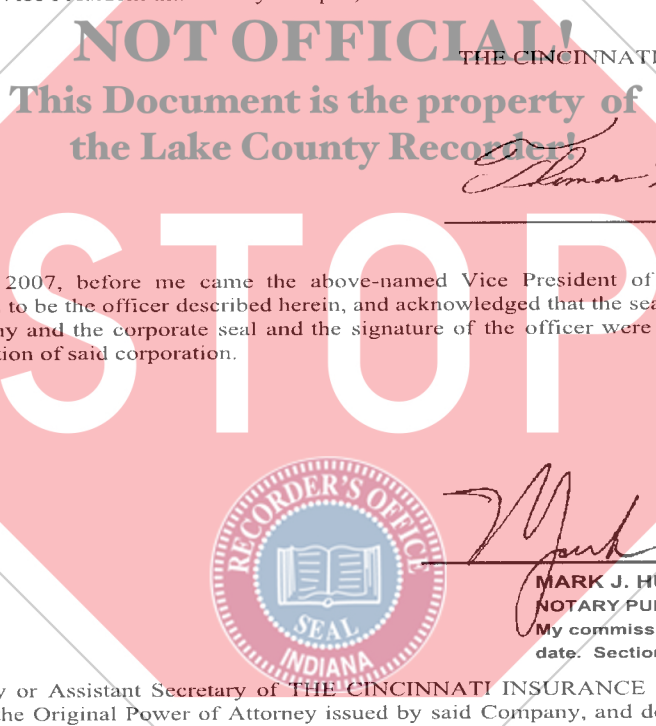 NOT OFFICIAL!
THE CINCINNATI
This Document is the property of
the Lake County Recorder!
STOP
2007, before me came the above-named Vice President of
to be the officer described herein, and acknowledged that the sea
ny and the corporate seal and the signature of the officer were
tion of said corporation.
RECORDER'S OFFICE
SEAL
INDIANA
Mark
MARK J. HU
NOTARY PU
My commiss
date. Section
y or Assistant Secretary of THE CINCINNATI INSURANCE
the Original Power of Attorney issued by said Company, and d